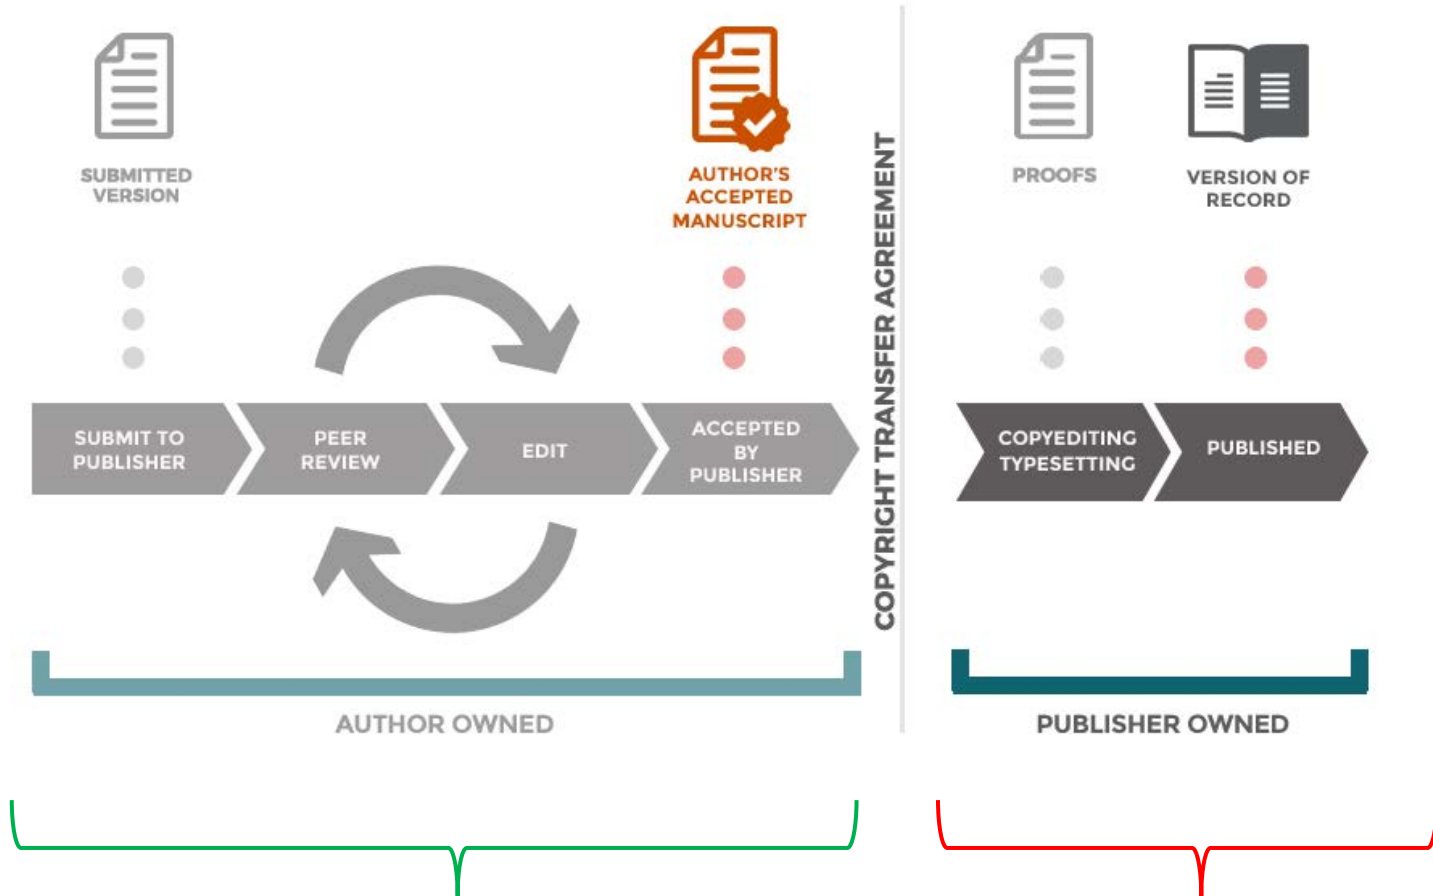 SUBMITTED
VERSION
AUTHOR'S
ACCEPTED
MANUSCRIPT
COPYRIGHT TRANSFER AGREEMENT
PROOFS
VERSION OF
RECORD
SUBMIT TO
PUBLISHER
PEER
REVIEW
EDIT
ACCEPTED
BY
PUBLISHER
COPYEDITING
TYPESETTING
PUBLISHED
AUTHOR OWNED
PUBLISHER OWNED